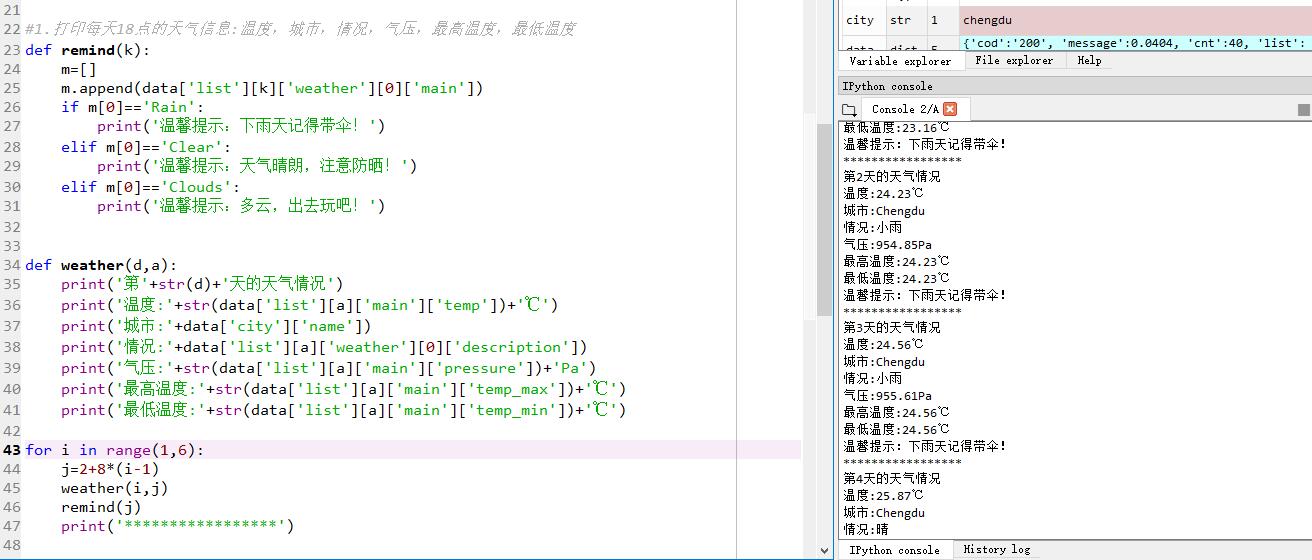 21
22 #1.打印每天18点的天气信息:温度，城市，情况，气压，最高温度，最低温度
23 def remind(k):
24     m=[]
25     m.append(data['list'][k]['weather'][0]['main'])
26     if m[0]=='Rain':
27         print('温馨提示：下雨天记得带伞！')
28     elif m[0]=='Clear':
29         print('温馨提示：天气晴朗，注意防晒！')
30     elif m[0]=='Clouds':
31         print('温馨提示：多云，出去玩吧！')
32
33
34 def weather(d,a):
35     print('第'+str(d)+'天的天气情况')
36     print('温度:'+str(data['list'][a]['main']['temp'])+'℃')
37     print('城市:'+data['city']['name'])
38     print('情况:'+data['list'][a]['weather'][0]['description'])
39     print('气压:'+str(data['list'][a]['main']['pressure'])+'Pa')
40     print('最高温度:'+str(data['list'][a]['main']['temp_max'])+'℃')
41     print('最低温度:'+str(data['list'][a]['main']['temp_min'])+'℃')
42
43 for i in range(1,6):
44     j=2+8*(i-1)
45     weather(i,j)
46     remind(j)
47     print('*****************')
48
city str 1 chengdu
data dict 5 {'cod':'200', 'message':0.0404, 'cnt':40, 'list':
Variable explorer File explorer Help
IPython console
Console 2/A
最低温度:23.16℃
温馨提示：下雨天记得带伞！
*****************
第2天的天气情况
温度:24.23℃
城市:Chengdu
情况:小雨
气压:954.85Pa
最高温度:24.23℃
最低温度:24.23℃
温馨提示：下雨天记得带伞！
*****************
第3天的天气情况
温度:24.56℃
城市:Chengdu
情况:小雨
气压:955.61Pa
最高温度:24.56℃
最低温度:24.56℃
温馨提示：下雨天记得带伞！
*****************
第4天的天气情况
温度:25.87℃
城市:Chengdu
情况:晴
IPython console History log